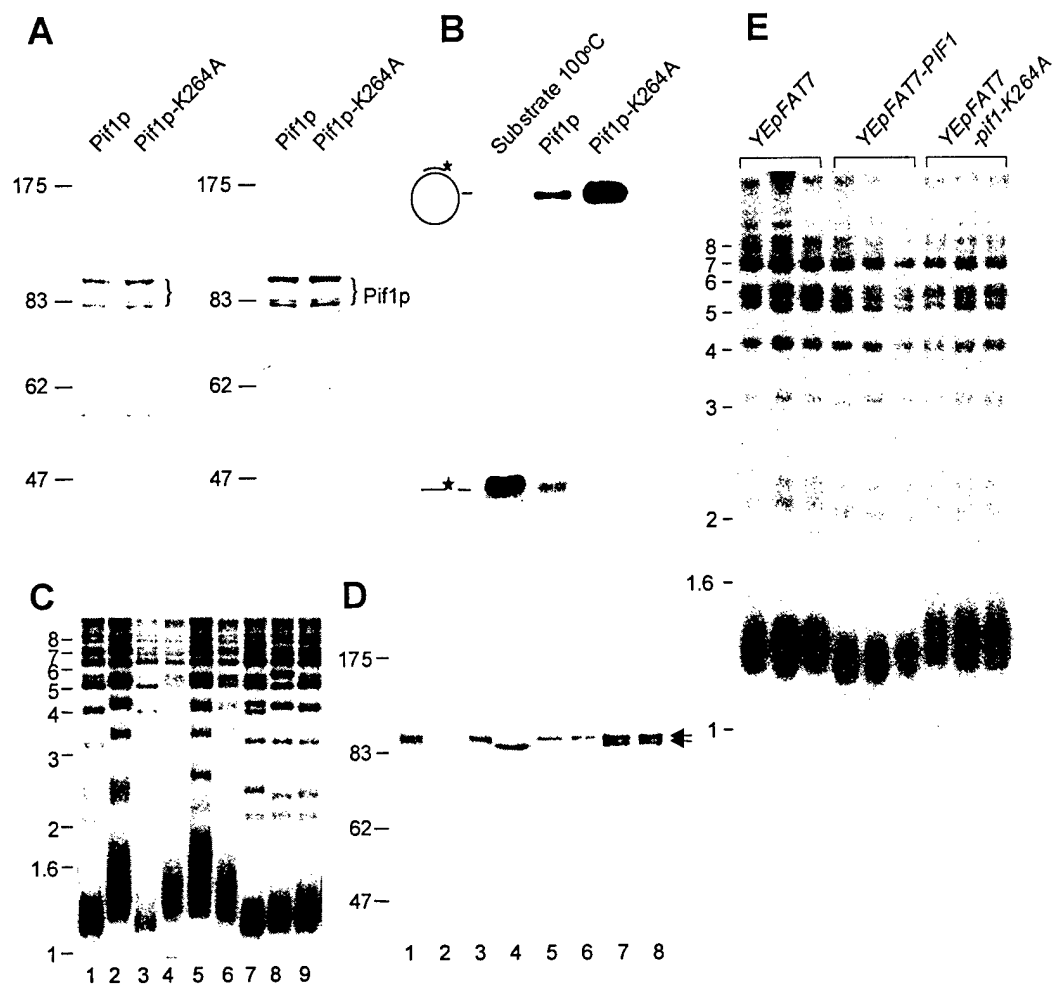 A
Pif1p
Pif1p-K264A
Pif1p
Pif1p-K264A
175
83
62
47
175
83
62
47
Pif1p
B
Substrate 100°C
Pif1p
Pif1p-K264A
E
YEpFAT7
YEpFAT7-PIF1
YEpFAT7
-pif1-K264A
8
7
6
5
4
3
2
1.6
1
C
8
7
6
5
4
3
2
1.6
1
1 2 3 4 5 6 7 8 9
D
175
83
62
47
1 2 3 4 5 6 7 8